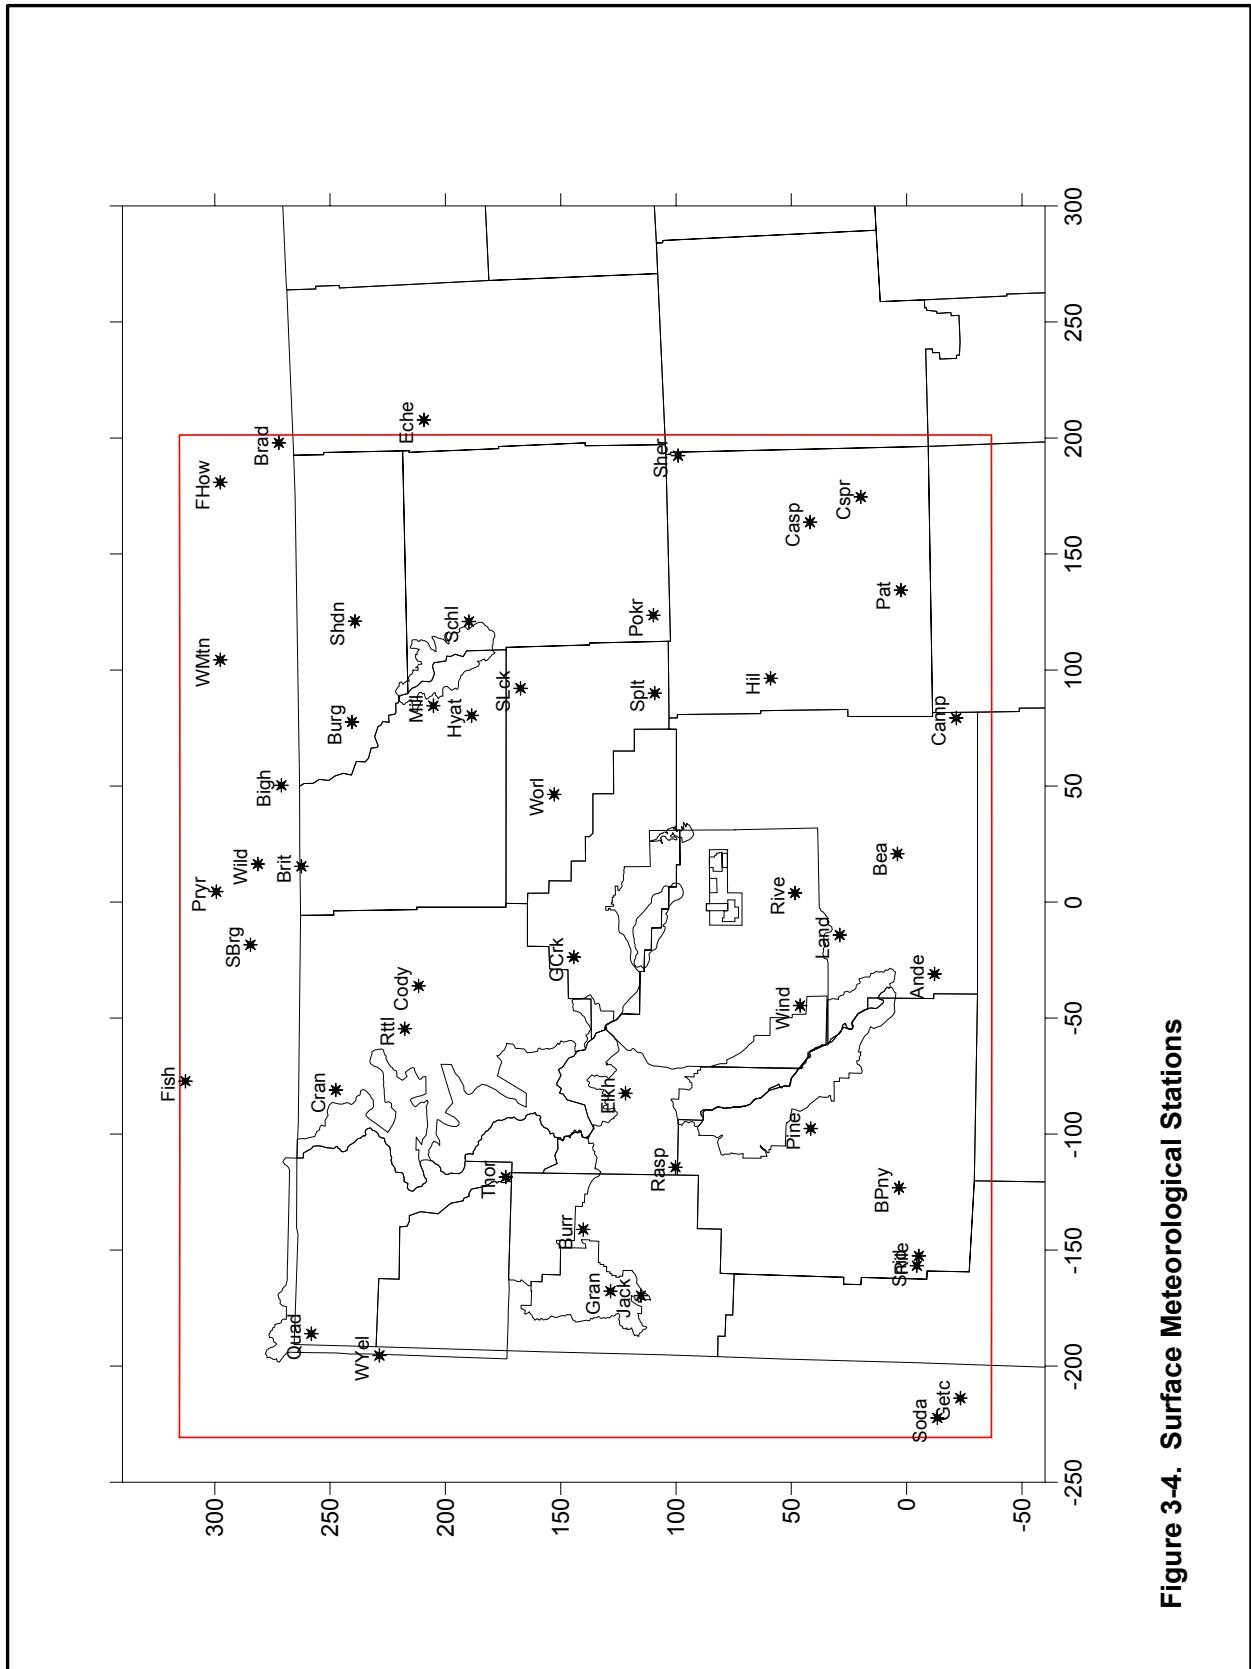 300
250
200
150
100
50
0
-50
Fish
Pryr
WMtn
FHow
SBrg
Wild
Bigh
Brad
Brit
Quad
Cran
Burg
Shdn
WYel
Rttl
Cody
Mill
Eche
Hyat
Schl
Thor
SLck
Worl
GCrk
Burr
Gran
Jack
Elkh
Splt
Pokr
Rasp
Sher
Hil
Rive
Wind
Casp
Pine
Land
Cspr
BPny
Bea
Pat
Ande
Soda
Getc
Camp
-250
-200
-150
-100
-50
0
50
100
150
200
250
300
Figure 3-4. Surface Meteorological Stations